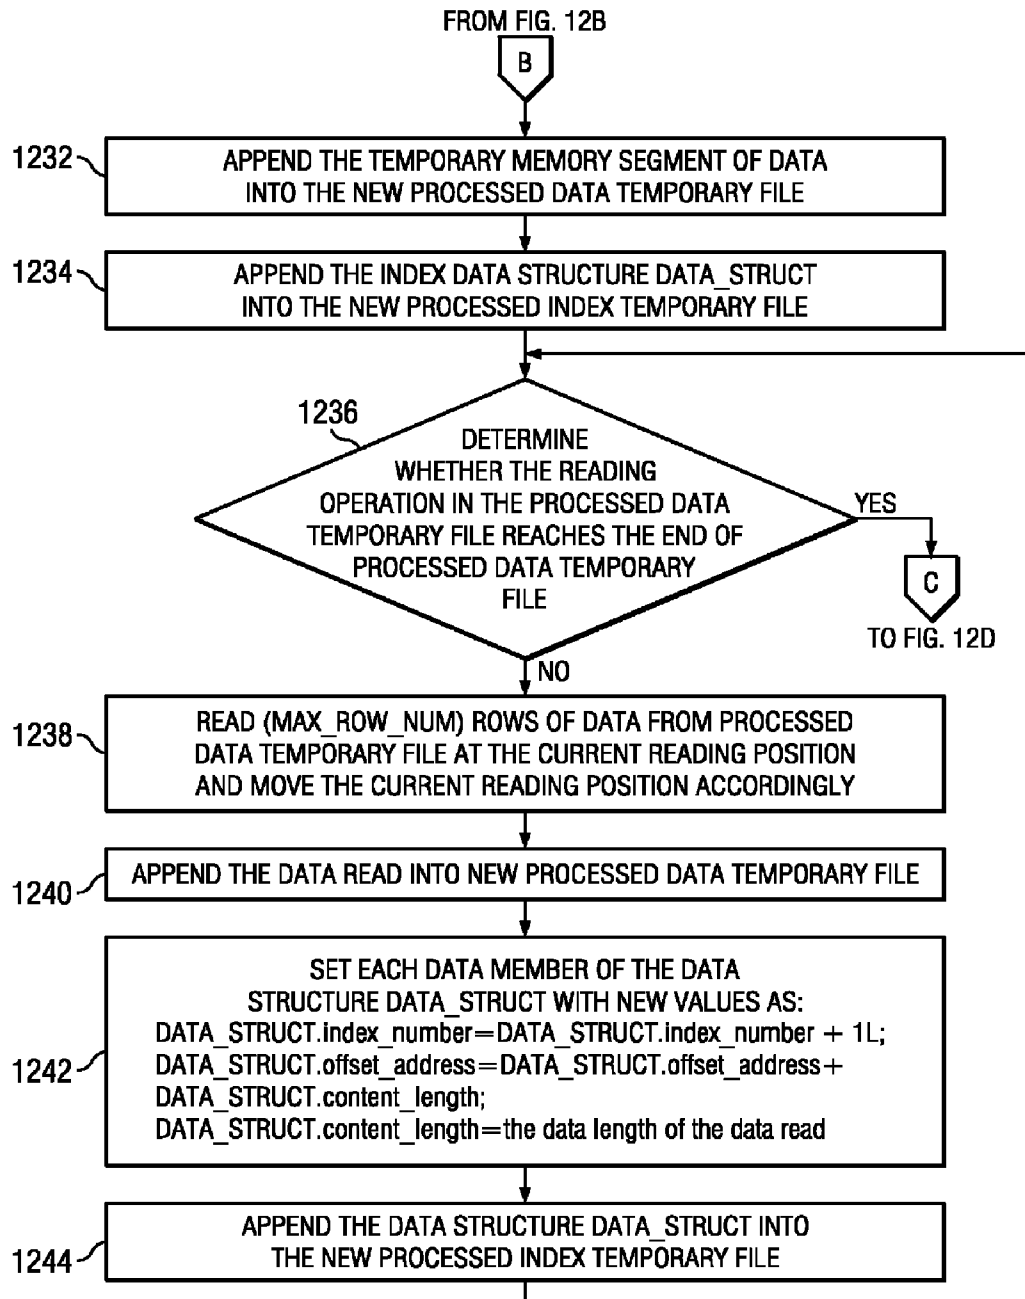 FROM FIG. 12B
B
1232
APPEND THE TEMPORARY MEMORY SEGMENT OF DATA
INTO THE NEW PROCESSED DATA TEMPORARY FILE
1234
APPEND THE INDEX DATA STRUCTURE DATA_STRUCT
INTO THE NEW PROCESSED INDEX TEMPORARY FILE
1236
DETERMINE
WHETHER THE READING
OPERATION IN THE PROCESSED DATA
TEMPORARY FILE REACHES THE END OF
PROCESSED DATA TEMPORARY
FILE
YES
C
TO FIG. 12D
NO
1238
READ (MAX_ROW_NUM) ROWS OF DATA FROM PROCESSED
DATA TEMPORARY FILE AT THE CURRENT READING POSITION
AND MOVE THE CURRENT READING POSITION ACCORDINGLY
1240
APPEND THE DATA READ INTO NEW PROCESSED DATA TEMPORARY FILE
1242
SET EACH DATA MEMBER OF THE DATA
STRUCTURE DATA_STRUCT WITH NEW VALUES AS:
DATA_STRUCT.index_number=DATA_STRUCT.index_number + 1L;
DATA_STRUCT.offset_address=DATA_STRUCT.offset_address+
DATA_STRUCT.content_length;
DATA_STRUCT.content_length=the data length of the data read
1244
APPEND THE DATA STRUCTURE DATA_STRUCT INTO
THE NEW PROCESSED INDEX TEMPORARY FILE